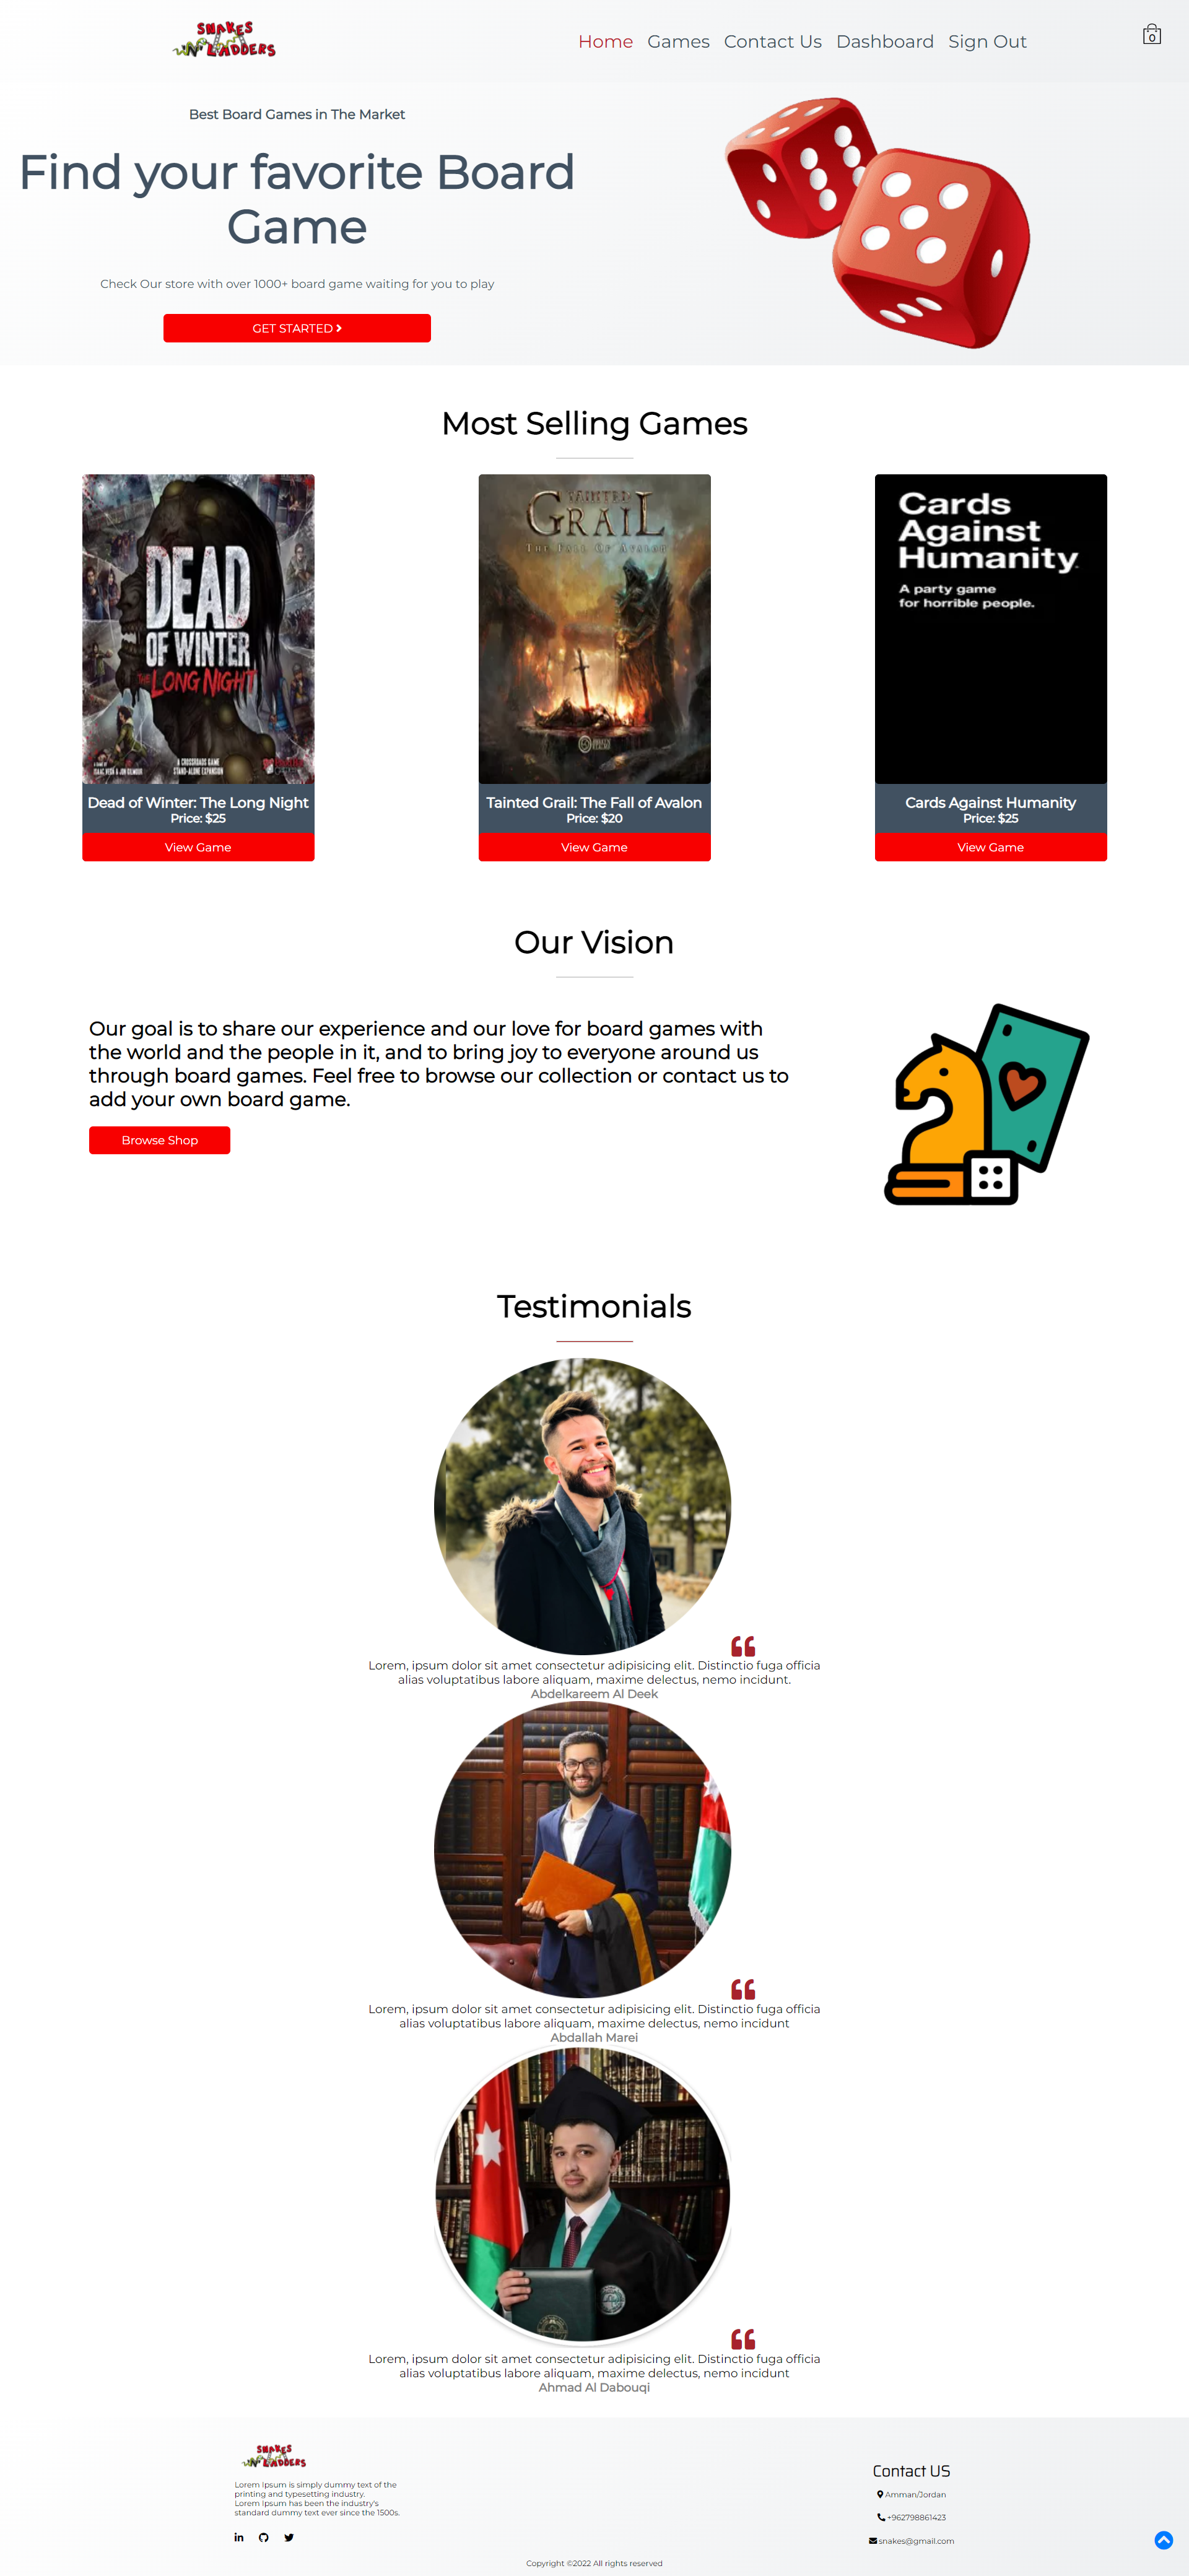 SNAKES
'N' LADDERS
Home Games Contact Us Dashboard Sign Out
0
Best Board Games in The Market
Find your favorite Board
Game
Check Our store with over 1000+ board game waiting for you to play
GET STARTED
Most Selling Games
DEAD
OF WINTER
THE LONG NIGHT
A GAME BY
ISAAC VEGA & JON GILMOUR
A CROSSROADS GAME
STAND-ALONE EXPANSION
Dead of Winter: The Long Night
Price: $25
View Game
TAINTED
GRAIL
THE FALL OF AVALON
Tainted Grail: The Fall of Avalon
Price: $20
View Game
Cards
Against
Humanity.
A party game
for horrible people.
Cards Against Humanity
Price: $25
View Game
Our Vision
Our goal is to share our experience and our love for board games with
the world and the people in it, and to bring joy to everyone around us
through board games. Feel free to browse our collection or contact us to
add your own board game.
Browse Shop
Testimonials
Lorem, ipsum dolor sit amet consectetur adipisicing elit. Distinctio fuga officia
alias voluptatibus labore aliquam, maxime delectus, nemo incidunt.
Abdelkareem Al Deek
Lorem, ipsum dolor sit amet consectetur adipisicing elit. Distinctio fuga officia
alias voluptatibus labore aliquam, maxime delectus, nemo incidunt
Abdallah Marei
Lorem, ipsum dolor sit amet consectetur adipisicing elit. Distinctio fuga officia
alias voluptatibus labore aliquam, maxime delectus, nemo incidunt
Ahmad Al Dabouqi
SNAKES
'N' LADDERS
Lorem Ipsum is simply dummy text of the
printing and typesetting industry.
Lorem Ipsum has been the industry's
standard dummy text ever since the 1500s.
Contact US
Amman/Jordan
+962798861423
snakes@gmail.com
Copyright ©2022 All rights reserved